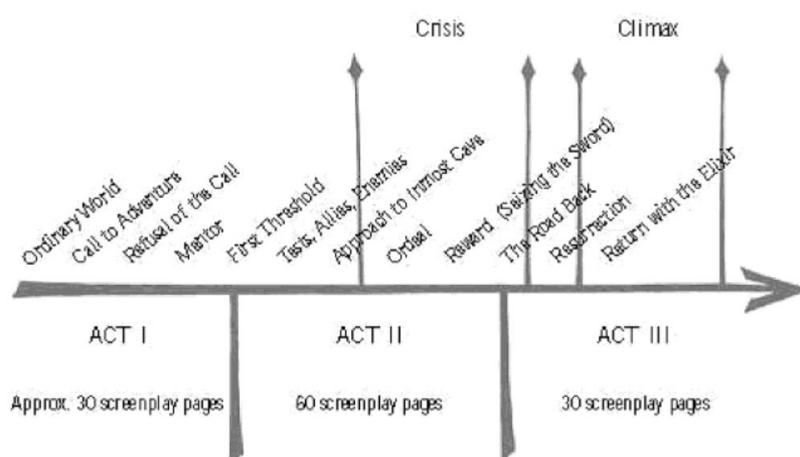 Crisis
Climax
Ordinary World
Call to Adventure
Refusal of the Call
Mentor
First Threshold
Tests, Allies, Enemies
Approach to Inmost Cave
Ordeal
Reward (Seizing the Sword)
The Road Back
Resurrection
Return with the Elixir
ACT I
ACT II
ACT III
Approx. 30 screenplay pages
60 screenplay pages
30 screenplay pages